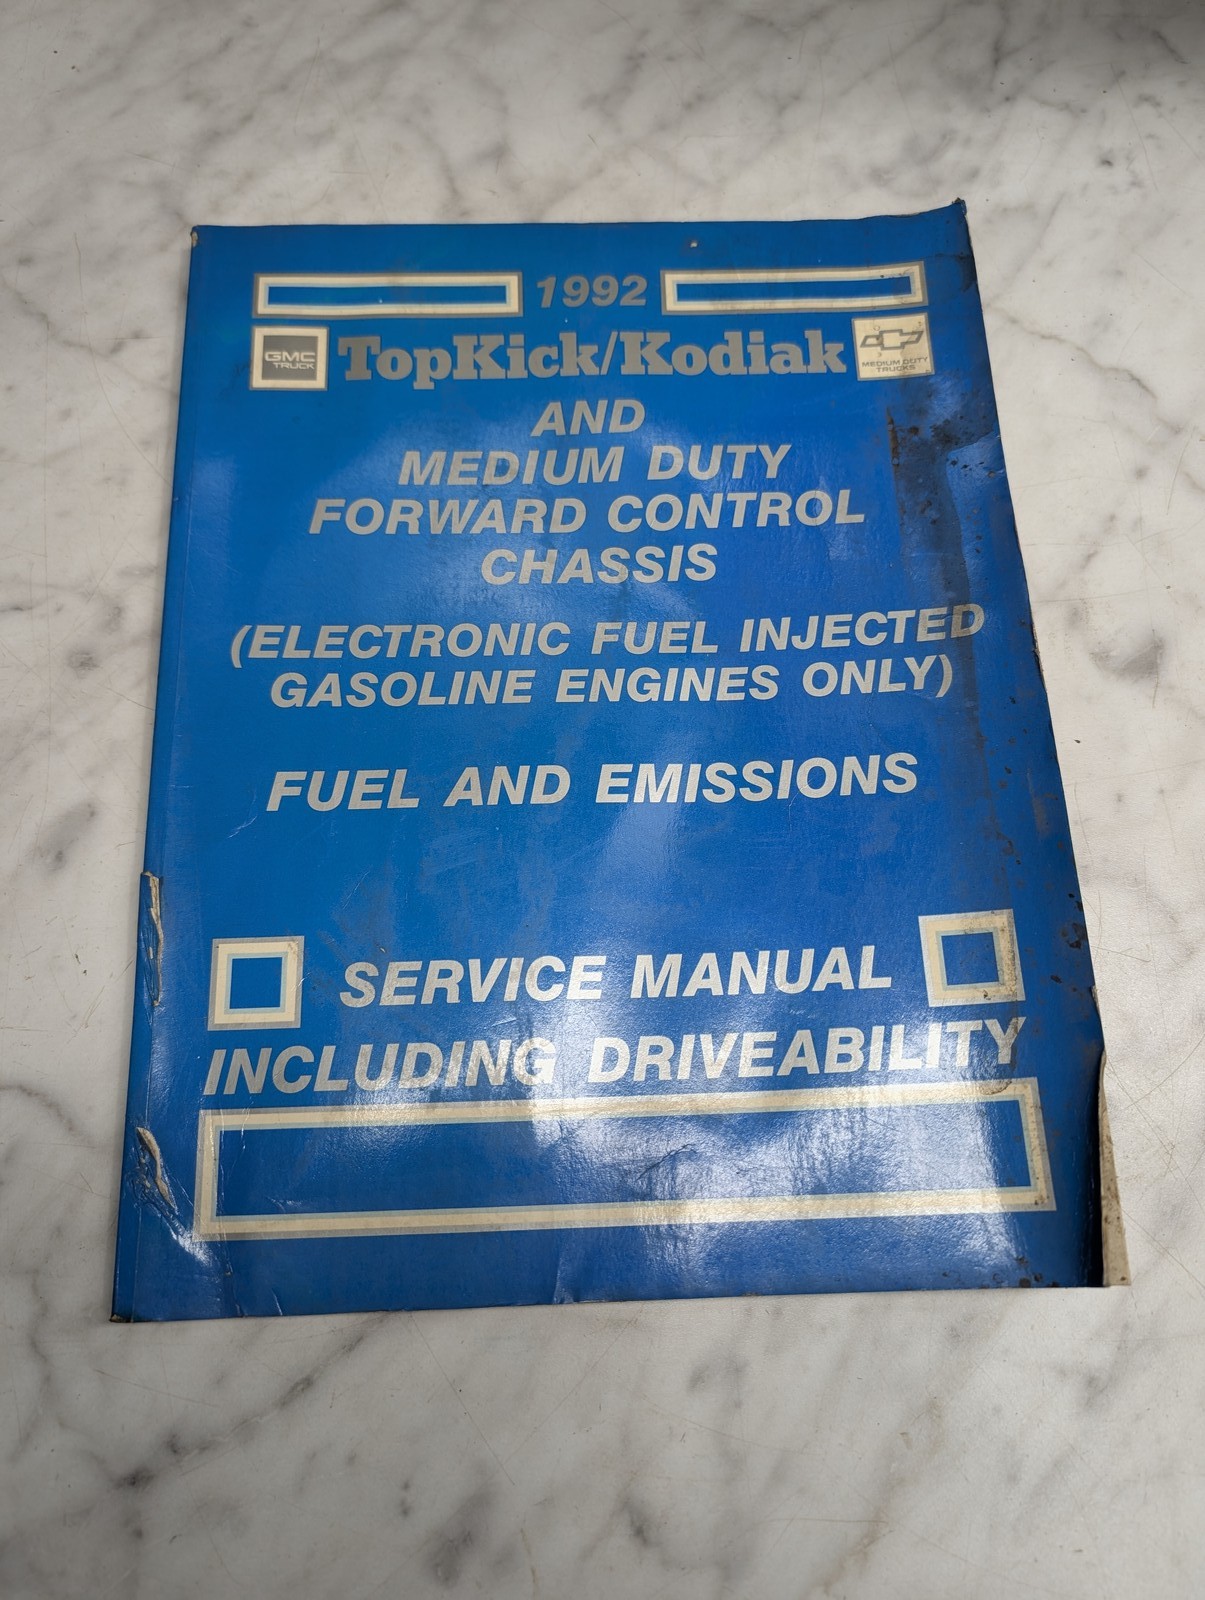 1992
GMC
TRUCK
TopKick/Kodiak
MEDIUM DUTY
TRUCKS
AND
MEDIUM DUTY
FORWARD CONTROL
CHASSIS
(ELECTRONIC FUEL INJECTED
GASOLINE ENGINES ONLY)
FUEL AND EMISSIONS
SERVICE MANUAL
INCLUDING DRIVEABILITY